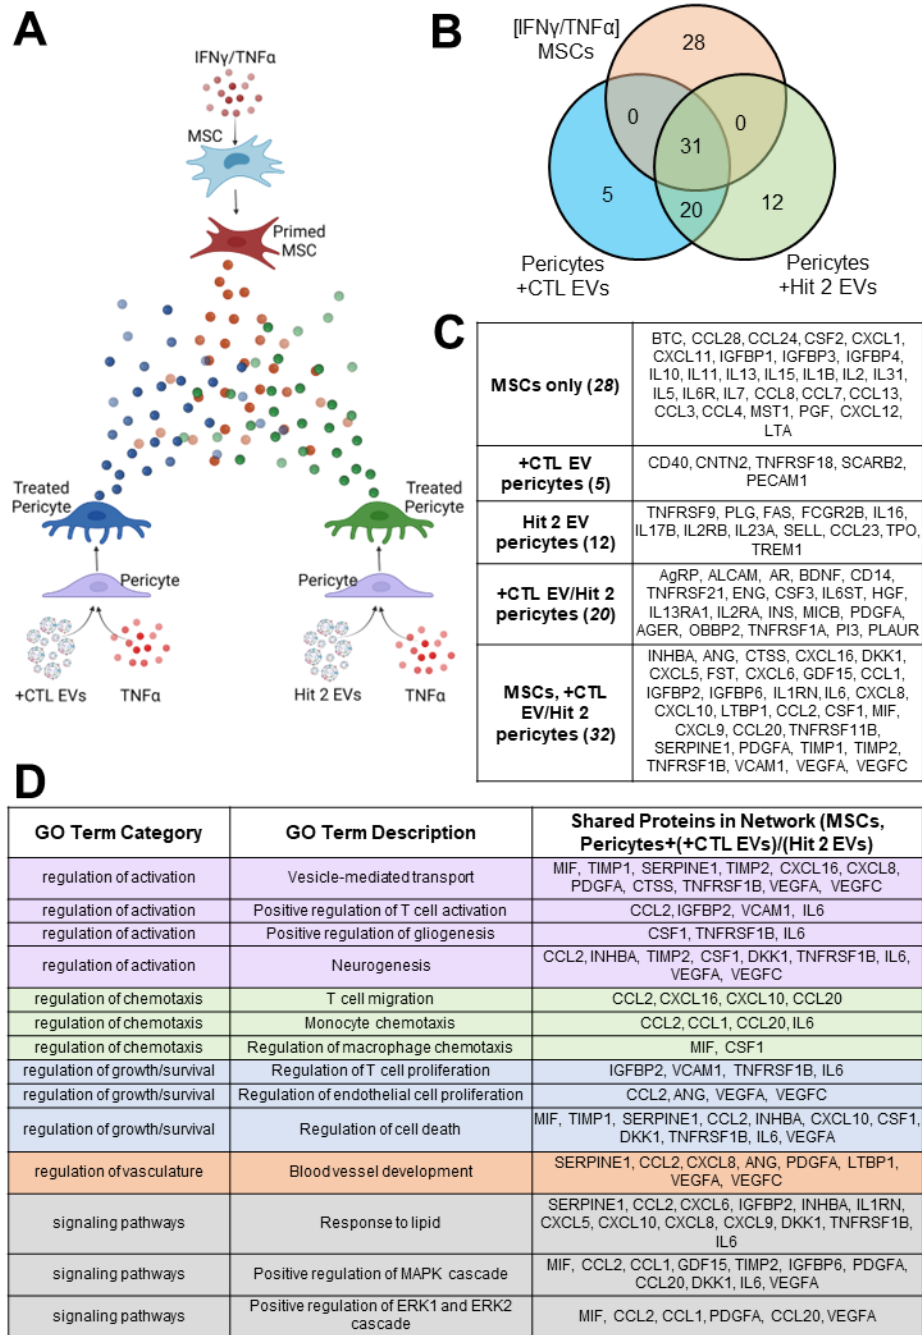 A
IFNγ/TNFα
MSC
Primed
MSC
Treated
Pericyte
Treated
Pericyte
Pericyte
Pericyte
+CTL EVs
TNFα
Hit 2 EVs
TNFα
B
[IFNγ/TNFα]
MSCs
28
0
0
31
5
20
12
Pericytes
+CTL EVs
Pericytes
+Hit 2 EVs
C
MSCs only (28)
BTC, CCL28, CCL24, CSF2, CXCL1,
CXCL11, IGFBP1, IGFBP3, IGFBP4,
IL10, IL11, IL13, IL15, IL1B, IL2, IL31,
IL5, IL6R, IL7, CCL8, CCL7, CCL13,
CCL3, CCL4, MST1, PGF, CXCL12,
LTA
+CTL EV
pericytes (5)
CD40, CNTN2, TNFRSF18, SCARB2,
PECAM1
Hit 2 EV
pericytes (12)
TNFRSF9, PLG, FAS, FCGR2B, IL16,
IL17B, IL2RB, IL23A, SELL, CCL23, TPO,
TREM1
+CTL EV/Hit 2
pericytes (20)
AgRP, ALCAM, AR, BDNF, CD14,
TNFRSF21, ENG, CSF3, IL6ST, HGF,
IL13RA1, IL2RA, INS, MICB, PDGFA,
AGER, OBBP2, TNFRSF1A, PI3, PLAUR
MSCs, +CTL
EV/Hit 2
pericytes (32)
INHBA, ANG, CTSS, CXCL16, DKK1,
CXCL5, FST, CXCL6, GDF15, CCL1,
IGFBP2, IGFBP6, IL1RN, IL6, CXCL8,
CXCL10, LTBP1, CCL2, CSF1, MIF,
CXCL9, CCL20, TNFRSF11B,
SERPINE1, PDGFA, TIMP1, TIMP2,
TNFRSF1B, VCAM1, VEGFA, VEGFC
D
GO Term Category
GO Term Description
Shared Proteins in Network (MSCs,
Pericytes+(+CTL EVs)/(Hit 2 EVs)
regulation of activation
Vesicle-mediated transport
MIF, TIMP1, SERPINE1, TIMP2, CXCL16, CXCL8,
PDGFA, CTSS, TNFRSF1B, VEGFA, VEGFC
regulation of activation
Positive regulation of T cell activation
CCL2, IGFBP2, VCAM1, IL6
regulation of activation
Positive regulation of gliogenesis
CSF1, TNFRSF1B, IL6
regulation of activation
Neurogenesis
CCL2, INHBA, TIMP2, CSF1, DKK1, TNFRSF1B, IL6,
VEGFA, VEGFC
regulation of chemotaxis
T cell migration
CCL2, CXCL16, CXCL10, CCL20
regulation of chemotaxis
Monocyte chemotaxis
CCL2, CCL1, CCL20, IL6
regulation of chemotaxis
Regulation of macrophage chemotaxis
MIF, CSF1
regulation of growth/survival
Regulation of T cell proliferation
IGFBP2, VCAM1, TNFRSF1B, IL6
regulation of growth/survival
Regulation of endothelial cell proliferation
CCL2, ANG, VEGFA, VEGFC
regulation of growth/survival
Regulation of cell death
MIF, TIMP1, SERPINE1, CCL2, INHBA, CXCL10, CSF1,
DKK1, TNFRSF1B, IL6, VEGFA
regulation of vasculature
Blood vessel development
SERPINE1, CCL2, CXCL8, ANG, PDGFA, LTBP1,
VEGFA, VEGFC
signaling pathways
Response to lipid
SERPINE1, CCL2, CXCL6, IGFBP2, INHBA, IL1RN,
CXCL5, CXCL10, CXCL8, CXCL9, DKK1, TNFRSF1B,
IL6
signaling pathways
Positive regulation of MAPK cascade
MIF, CCL2, CCL1, GDF15, TIMP2, IGFBP6, PDGFA,
CCL20, DKK1, IL6, VEGFA
signaling pathways
Positive regulation of ERK1 and ERK2
cascade
MIF, CCL2, CCL1, PDGFA, CCL20, VEGFA